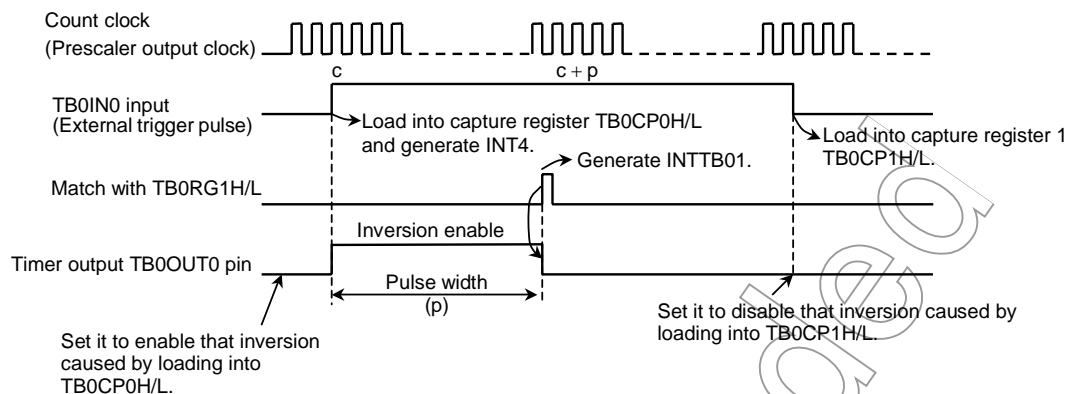 Count clock
(Prescaler output clock)
c
c + p
TB0IN0 input
(External trigger pulse)
Load into capture register TB0CP0H/L
and generate INT4.
Load into capture register 1
TB0CP1H/L.
Generate INTTB01.
Match with TB0RG1H/L
Inversion enable
Timer output TB0OUT0 pin
Pulse width
(p)
Set it to enable that inversion
caused by loading into
TB0CP0H/L.
Set it to disable that inversion caused by
loading into TB0CP1H/L.